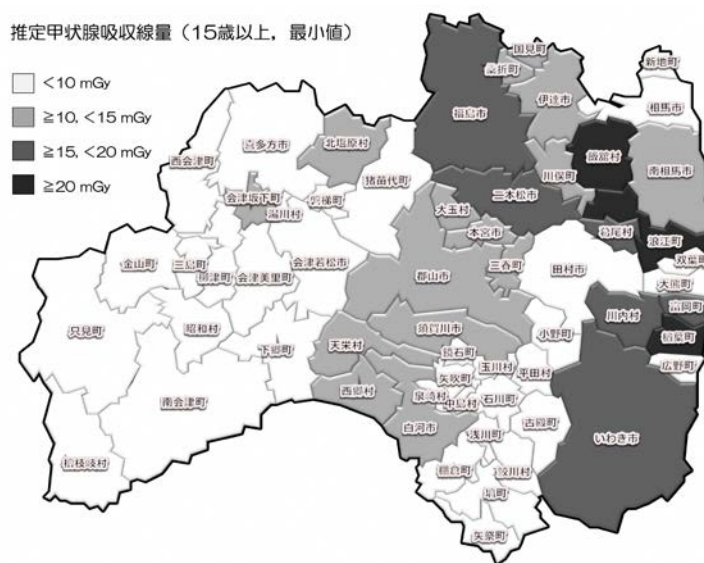 推定甲状腺吸収線量（15歳以上，最小値）
＜10 mGy
≧10，＜15 mGy
≧15，＜20 mGy
≧20 mGy
国見町
桑折町
新地町
伊達市
相馬市
福島市
喜多方市
北塩原村
西会津町
飯舘村
南相馬市
猪苗代町
川俣町
会津坂下町
磐梯町
二本松市
湯川村
大玉村
葛尾村
浪江町
本宮市
双葉町
金山町
三島町
会津若松市
三春町
田村市
柳津町
会津美里町
郡山市
大熊町
富岡町
川内村
只見町
昭和村
須賀川市
小野町
楢葉町
下郷町
天栄村
鏡石町
玉川村
平田村
広野町
矢吹町
西郷村
泉崎村
中島村
石川町
南会津町
古殿町
白河市
浅川町
いわき市
檜枝岐村
棚倉町
鮫川村
塙町
矢祭町